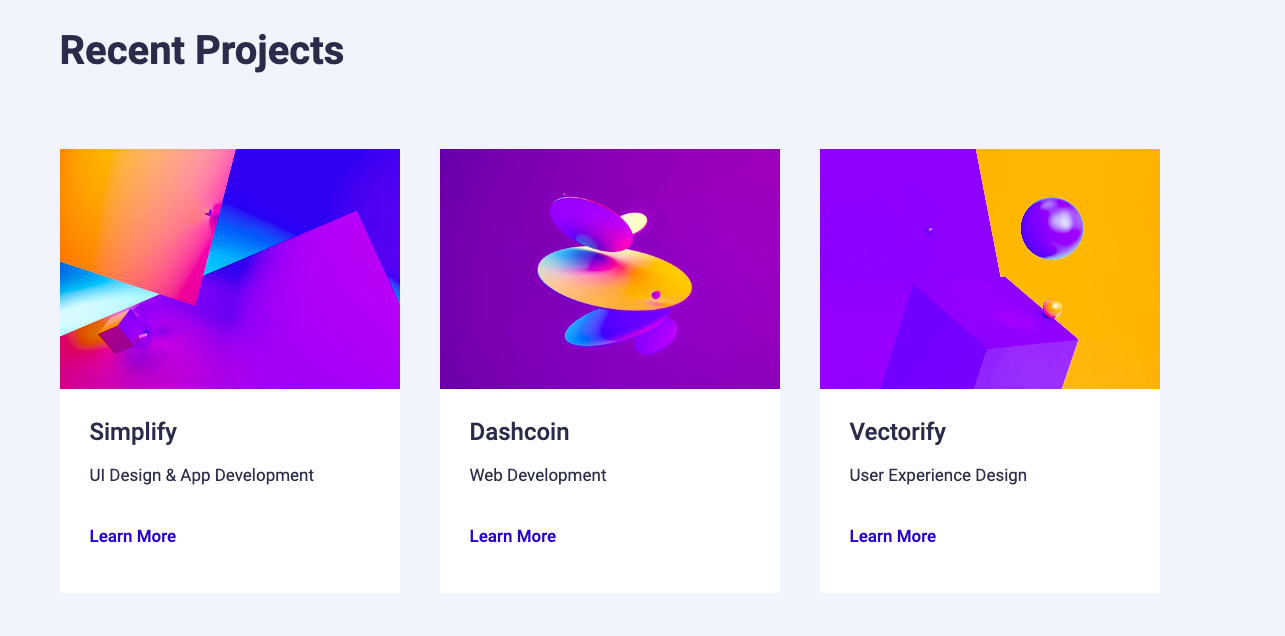 Recent Projects
Simplify
UI Design & App Development
Learn More
Dashcoin
Web Development
Learn More
Vectorify
User Experience Design
Learn More